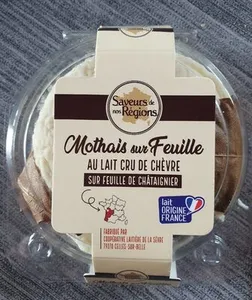 Saveurs de
nos Régions
Mothais sur Feuille
AU LAIT CRU DE CHÈVRE
SUR FEUILLE DE CHÂTAIGNIER
lait
ORIGINE
FRANCE
FABRIQUÉ PAR
COOPÉRATIVE LAITIÈRE DE LA SÈVRE
79370 CELLES-SUR-BELLE